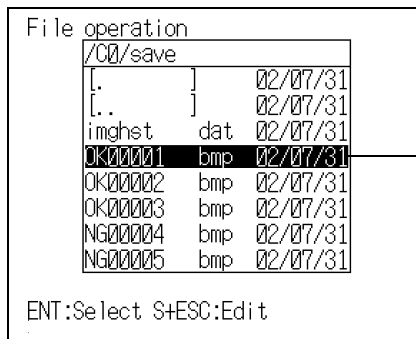 File operation
/C0/save
[. ] 02/07/31
[.. ] 02/07/31
imghst dat 02/07/31
OK00001 bmp 02/07/31
OK00002 bmp 02/07/31
OK00003 bmp 02/07/31
NG00004 bmp 02/07/31
NG00005 bmp 02/07/31
ENT:Select S+ESC:Edit